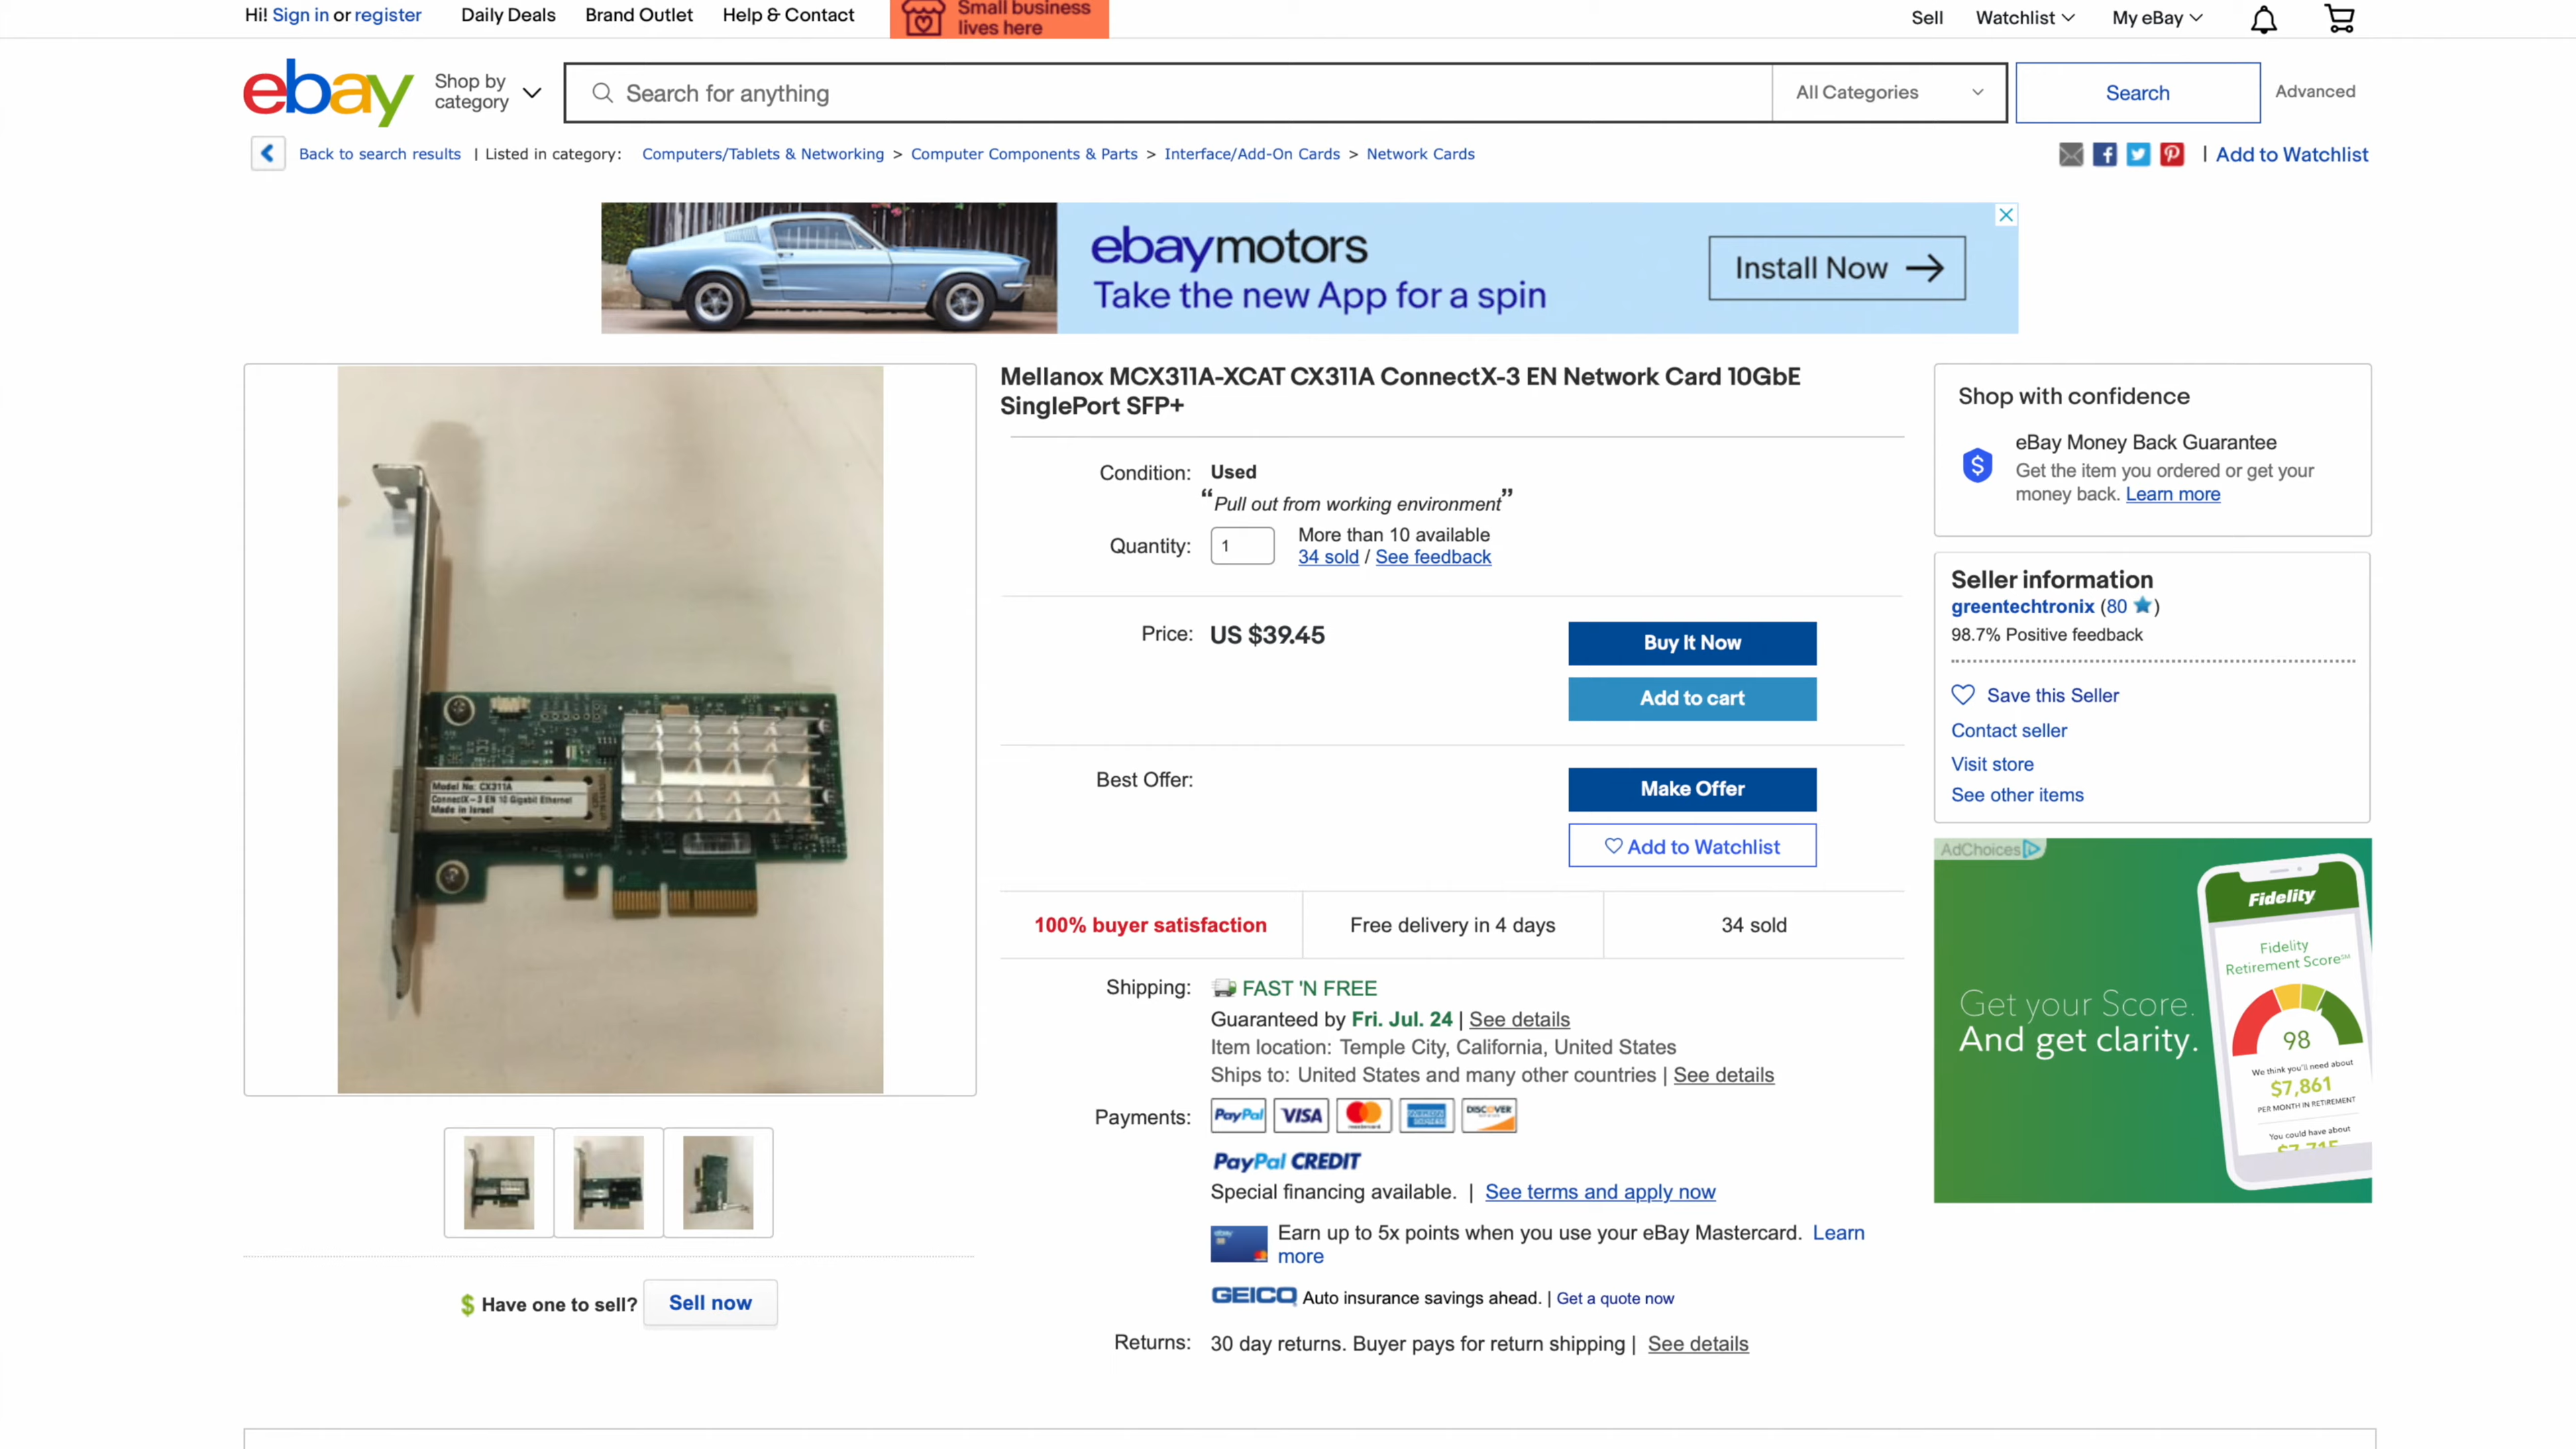 Hi! Sign in or register
Daily Deals
Brand Outlet
Help & Contact
Small business
lives here
Sell
Watchlist
My eBay
ebay
Shop by
category
Search for anything
All Categories
Search
Advanced
Back to search results | Listed in category: Computers/Tablets & Networking > Computer Components & Parts > Interface/Add-On Cards > Network Cards
| Add to Watchlist
ebaymotors
Take the new App for a spin
Install Now →
Model No: CX311A
ConnectX-3 EN 10 Gigabit Ethernet
Made in Israel
Mellanox MCX311A-XCAT CX311A ConnectX-3 EN Network Card 10GbE
SinglePort SFP+
Condition: Used
“Pull out from working environment”
Quantity: 1
More than 10 available
34 sold / See feedback
Price: US $39.45
Buy It Now
Add to cart
Best Offer:
Make Offer
Add to Watchlist
100% buyer satisfaction
Free delivery in 4 days
34 sold
Shipping: FAST 'N FREE
Guaranteed by Fri. Jul. 24 | See details
Item location: Temple City, California, United States
Ships to: United States and many other countries | See details
Payments: PayPal VISA mastercard AMERICAN EXPRESS DISCOVER
PayPal CREDIT
Special financing available. | See terms and apply now
ebay
Earn up to 5x points when you use your eBay Mastercard. Learn
more
GEICO Auto insurance savings ahead. | Get a quote now
Returns: 30 day returns. Buyer pays for return shipping | See details
$ Have one to sell? Sell now
Shop with confidence
eBay Money Back Guarantee
Get the item you ordered or get your
money back. Learn more
Seller information
greentechtronix (80 ★)
98.7% Positive feedback
Save this Seller
Contact seller
Visit store
See other items
AdChoices
Get your Score.
And get clarity.
Fidelity
Fidelity
Retirement Score℠
98
We think you'll need about
$7,861
PER MONTH IN RETIREMENT
You could have about
$7,715